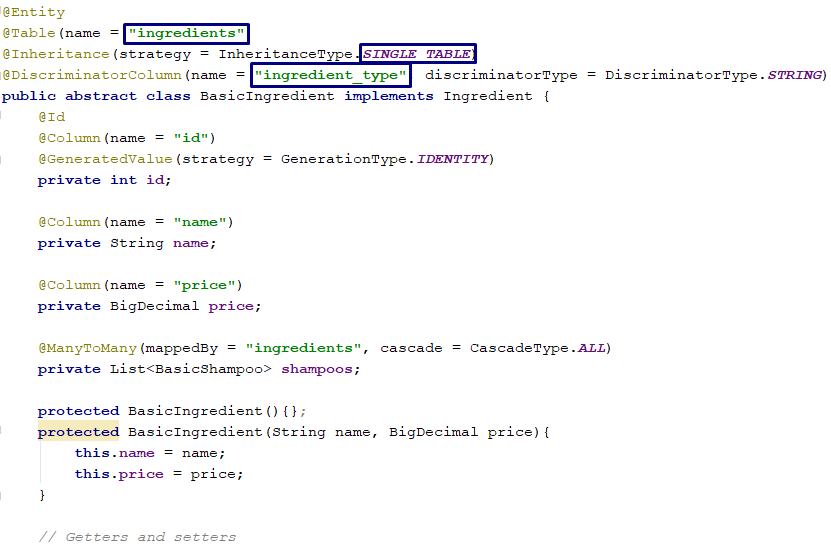 @Entity
@Table(name = "ingredients")
@Inheritance(strategy = InheritanceType.SINGLE_TABLE)
@DiscriminatorColumn(name = "ingredient_type" discriminatorType = DiscriminatorType.STRING)
public abstract class BasicIngredient implements Ingredient {
@Id
@Column(name = "id")
@GeneratedValue(strategy = GenerationType.IDENTITY)
private int id;
@Column(name = "name")
private String name;
@Column(name = "price")
private BigDecimal price;
@ManyToMany(mappedBy = "ingredients", cascade = CascadeType.ALL)
private List<BasicShampoo> shampoos;
protected BasicIngredient(){};
protected BasicIngredient(String name, BigDecimal price){
this.name = name;
this.price = price;
}
// Getters and setters